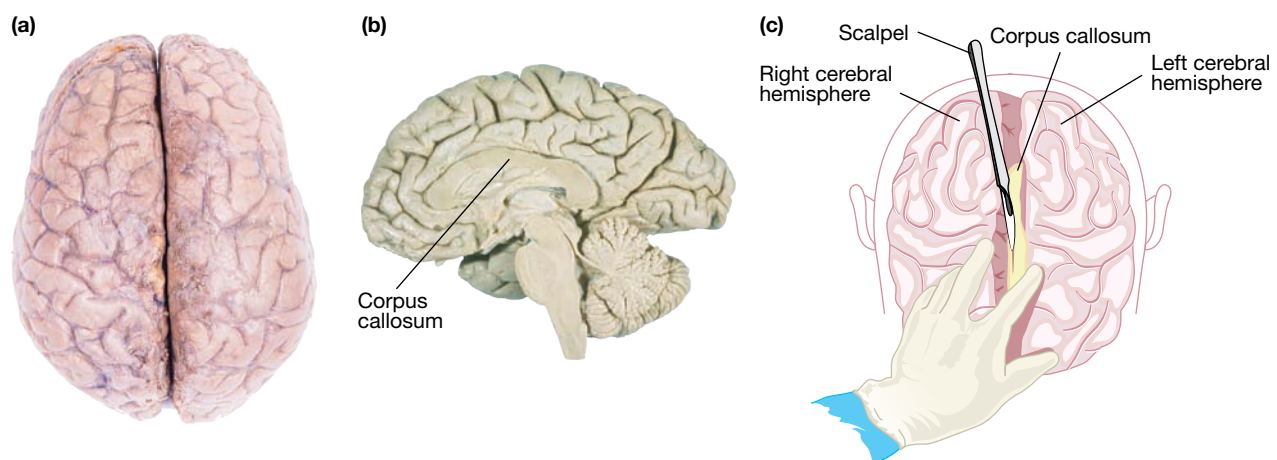 (a)
(b)
Corpus
callosum
(c)
Scalpel
Corpus callosum
Right cerebral
hemisphere
Left cerebral
hemisphere